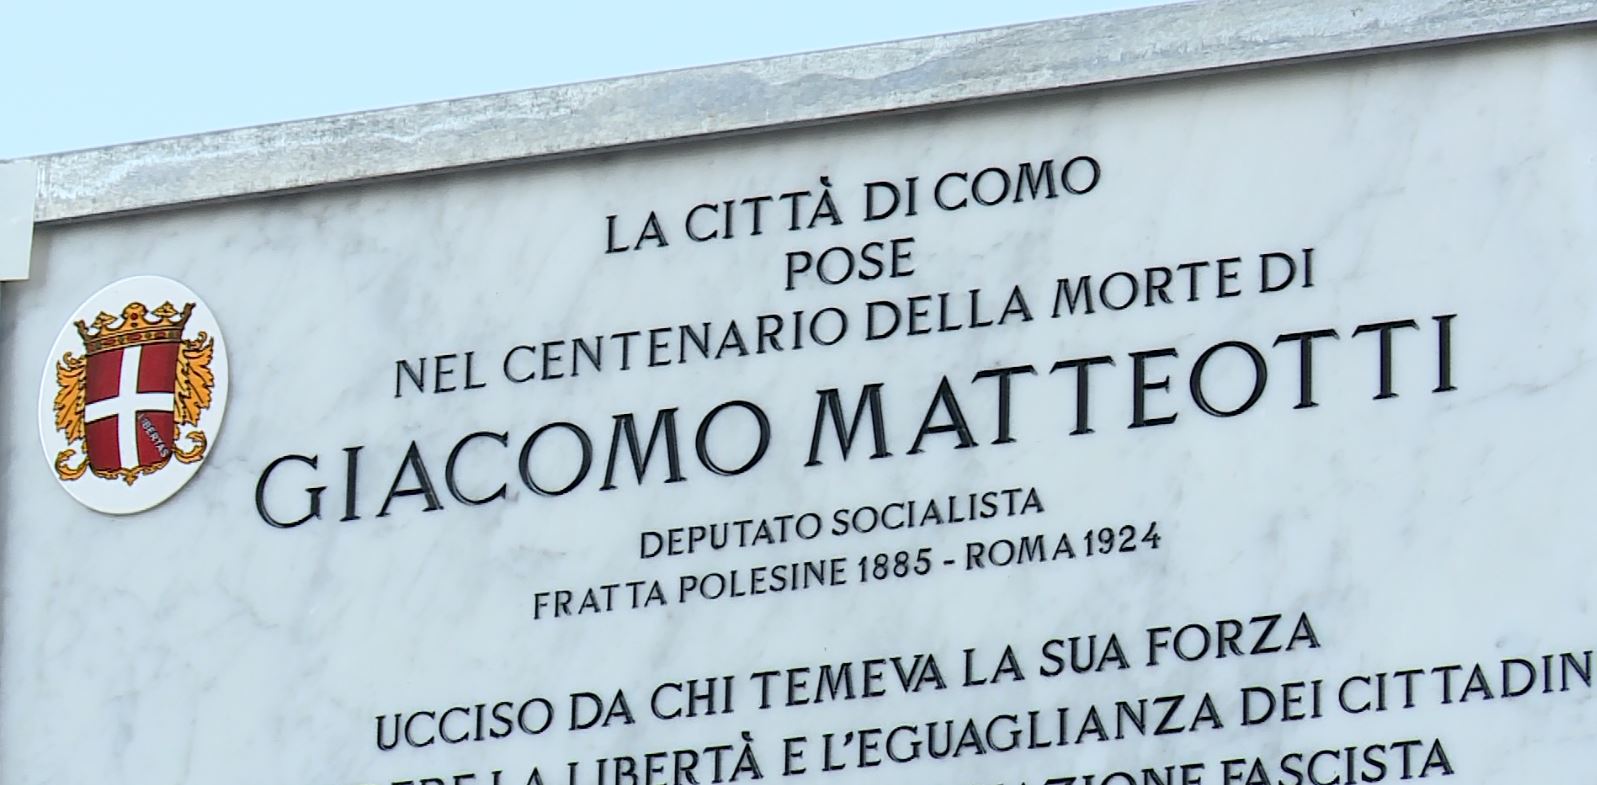 LA CITTÀ DI COMO
POSE
NEL CENTENARIO DELLA MORTE DI
GIACOMO MATTEOTTI
DEPUTATO SOCIALISTA
FRATTA POLESINE 1885 - ROMA 1924
UCCISO DA CHI TEMEVA LA SUA FORZA
LA LIBERTÀ E L'EGUAGLIANZA DEI CITTADIN
FASCISTA
LIBERTAS